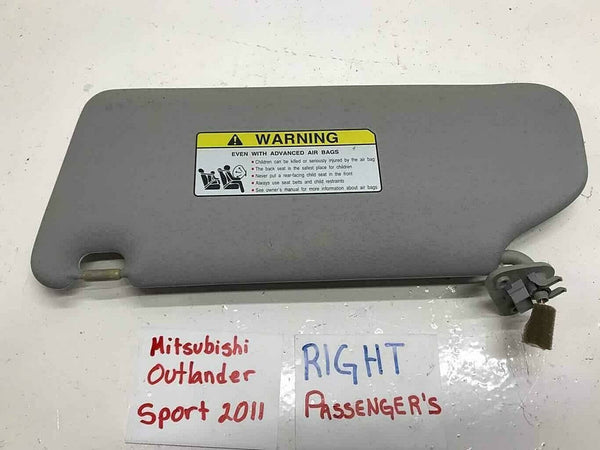 WARNING
EVEN WITH ADVANCED AIR BAGS
• Children can be killed or seriously injured by the air bag
• The back seat is the safest place for children
• Never put a rear-facing child seat in the front
• Always use seat belts and child restraints
• See owner's manual for more information about air bags
Mitsubishi
Outlander
Sport 2011
RIGHT
PASSENGER'S